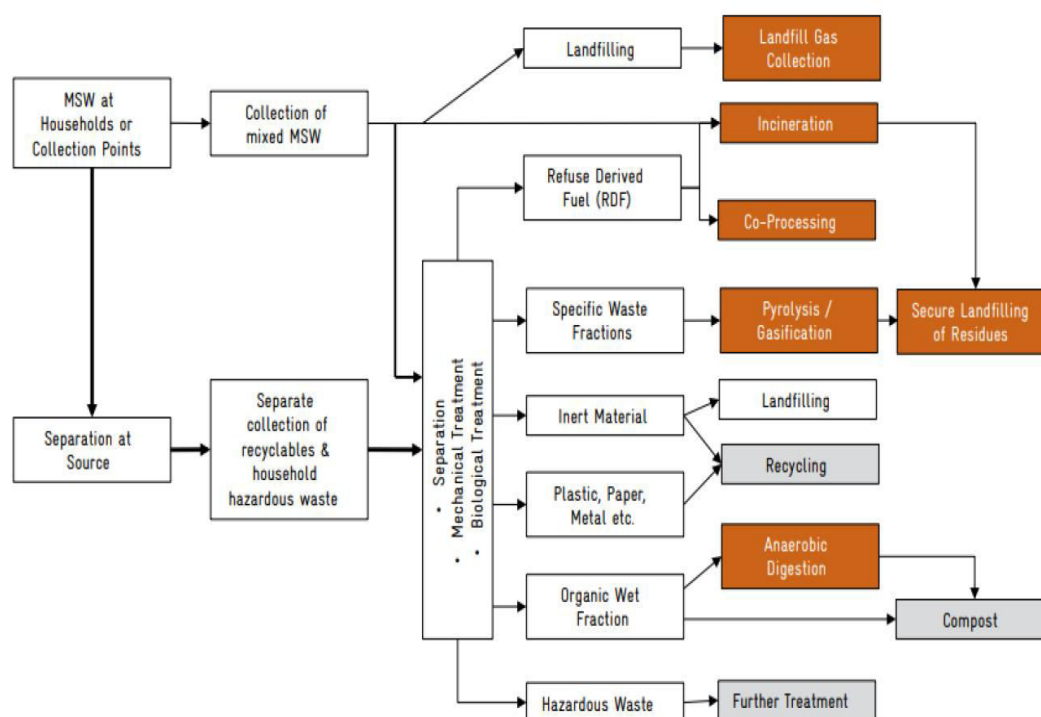 Landfilling
Landfill Gas
Collection
MSW at
Households or
Collection Points
Collection of
mixed MSW
Incineration
Refuse Derived
Fuel (RDF)
Co-Processing
Specific Waste
Fractions
Pyrolysis /
Gasification
Secure Landfilling
of Residues
Separation at
Source
Separate
collection of
recyclables &
household
hazardous waste
• Separation
• Mechanical Treatment
• Biological Treatment
Inert Material
Landfilling
Recycling
Plastic, Paper,
Metal etc.
Anaerobic
Digestion
Organic Wet
Fraction
Compost
Hazardous Waste
Further Treatment